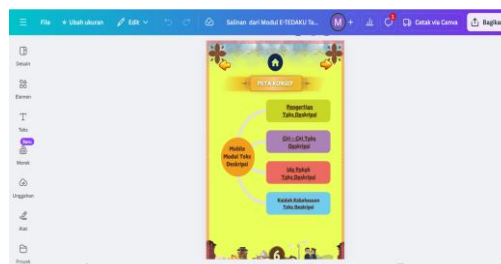 File
Ubah ukuran
Edit
Salinan dari Modul E-TEDAKU Ta...
M
Cetak via Canva
Bagika
Desain
Elemen
Teks
Baru
Merek
Unggahan
Alat
Proyek
PETA KONSEP
Pengertian
Teks Deskripsi
Ciri - Ciri Teks
Deskripsi
Mobile
Modul Teks
Deskripsi
Isi Pokok
Teks Deskripsi
Kaidah Kebahasaan
Teks Deskripsi
6